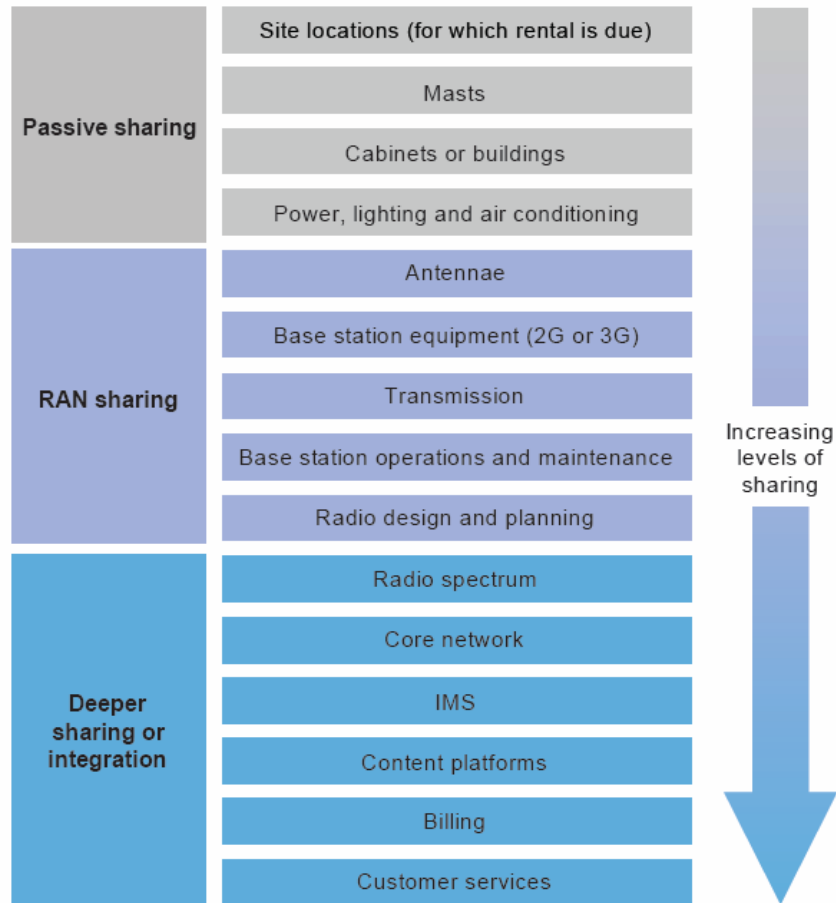 Passive sharing
Site locations (for which rental is due)
Masts
Cabinets or buildings
Power, lighting and air conditioning
RAN sharing
Antennae
Base station equipment (2G or 3G)
Transmission
Base station operations and maintenance
Radio design and planning
Deeper
sharing or
integration
Radio spectrum
Core network
IMS
Content platforms
Billing
Customer services
Increasing
levels of
sharing